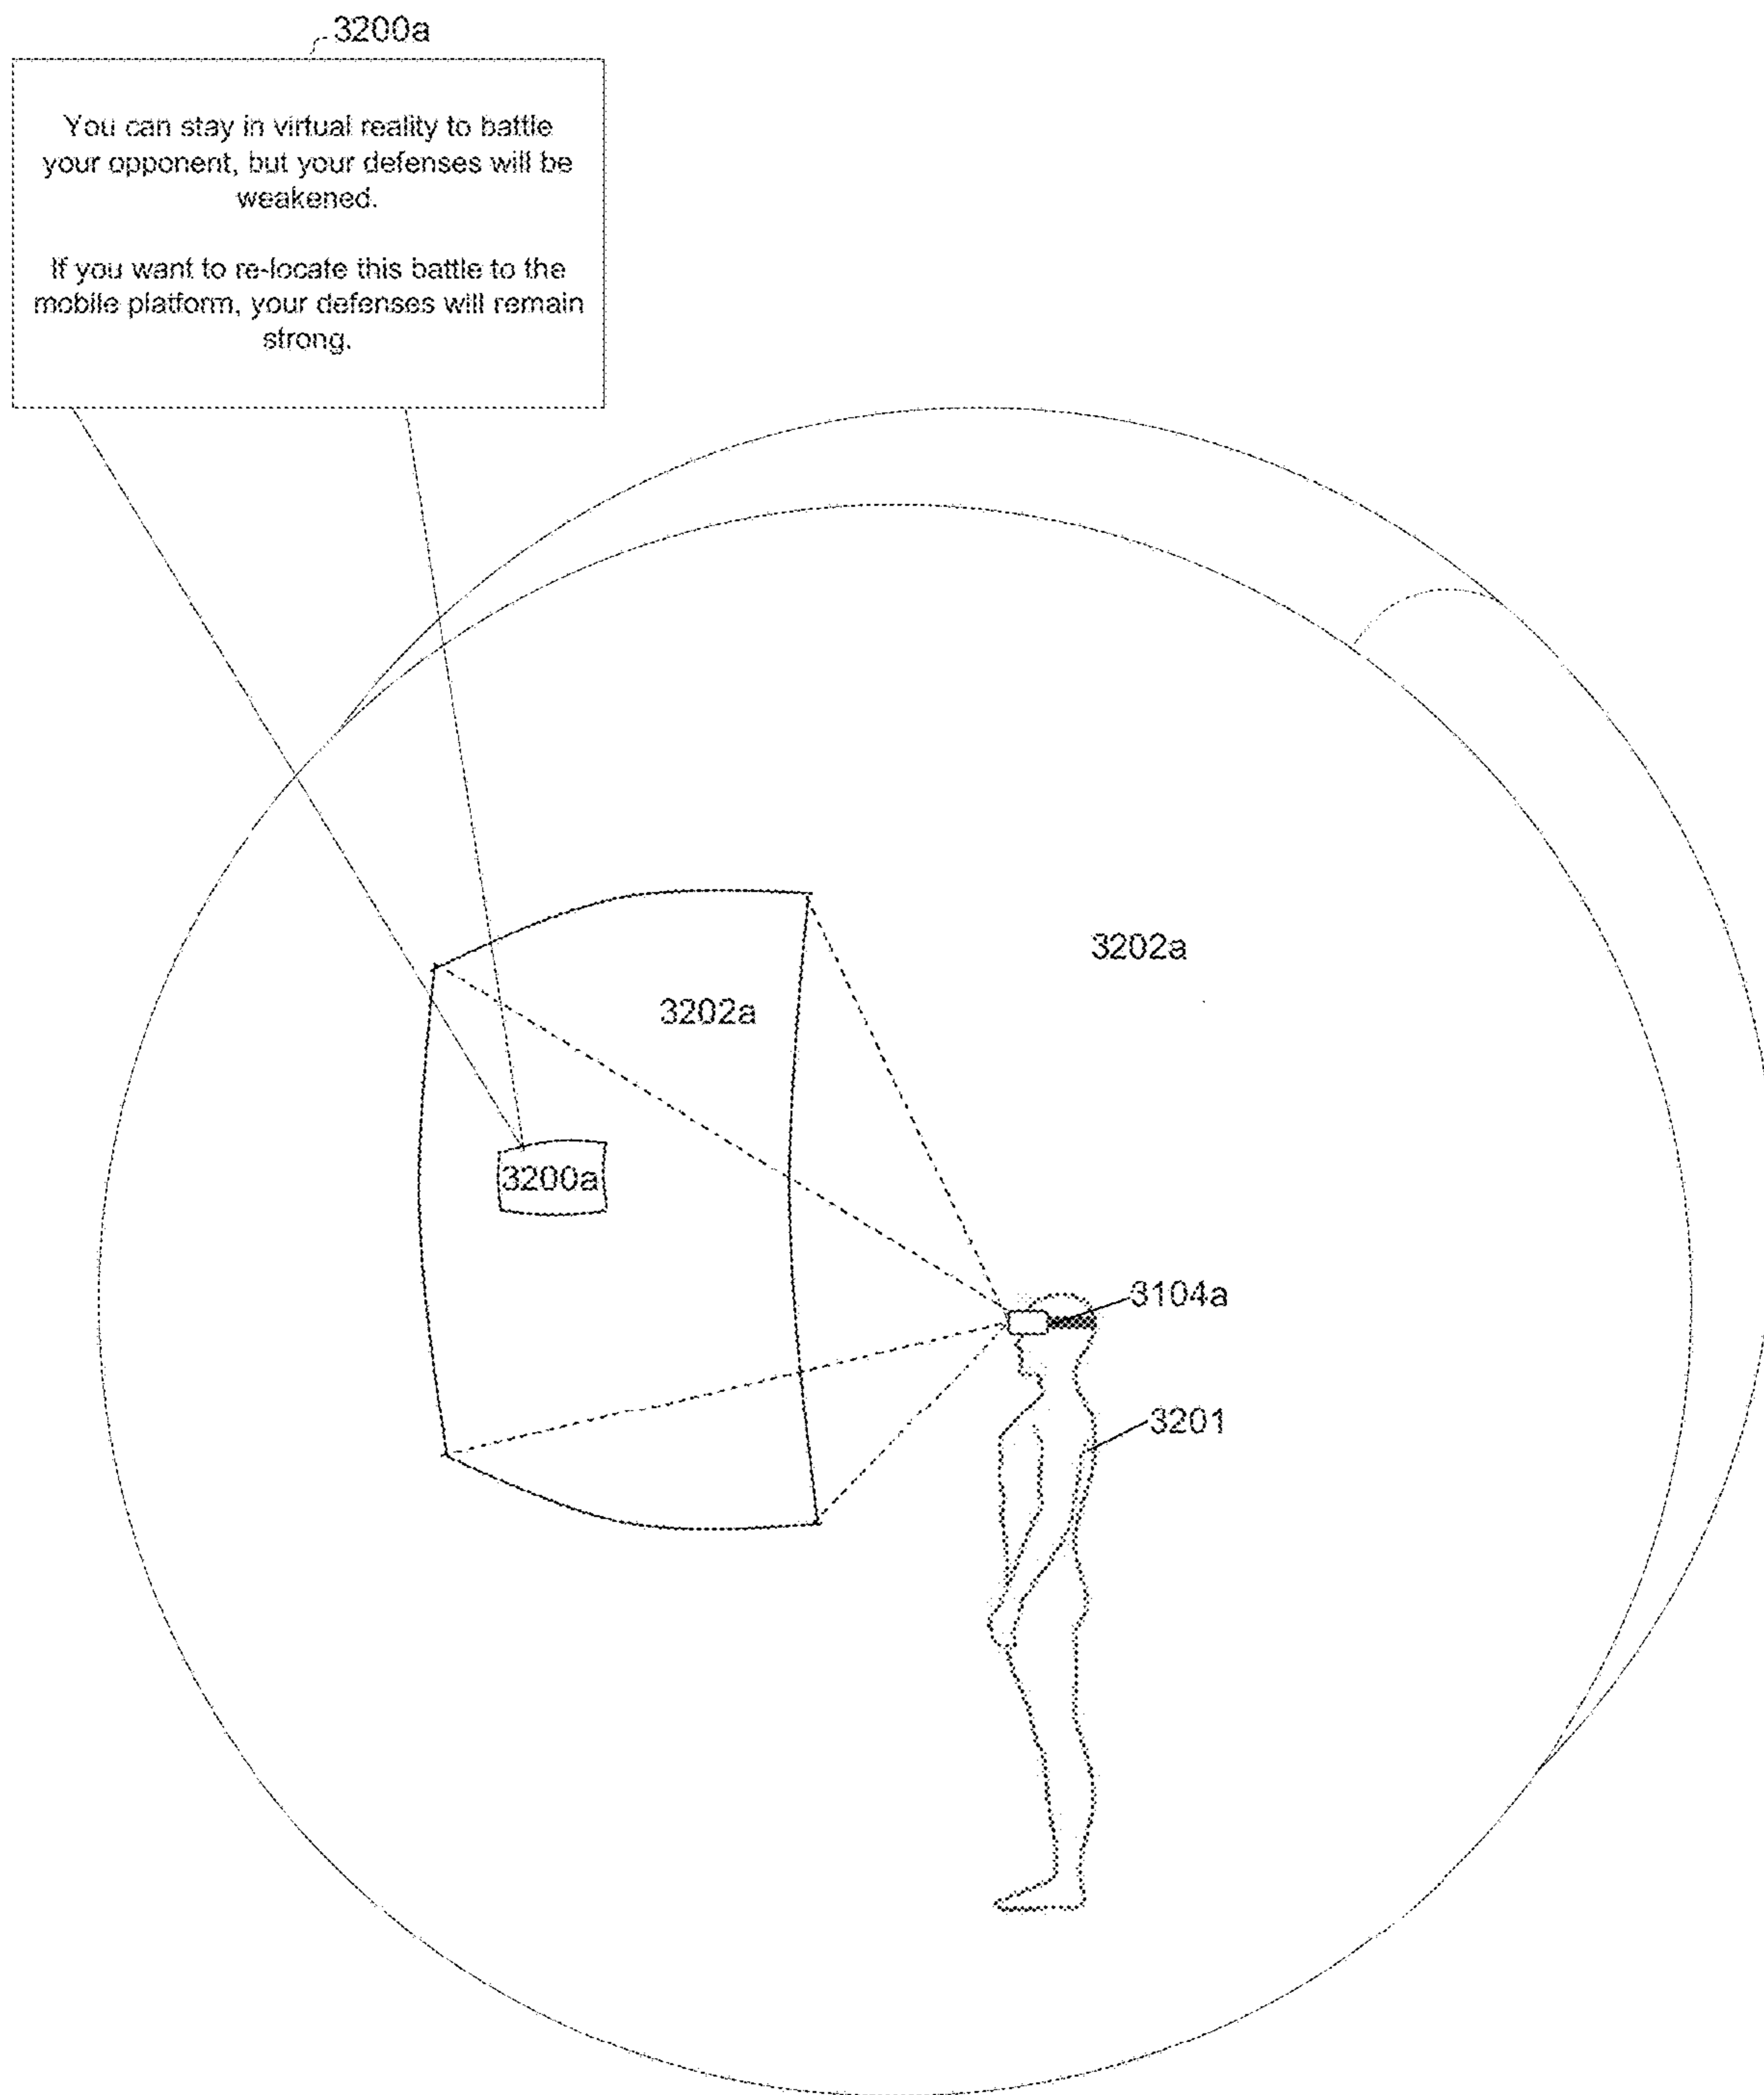 3200a
You can stay in virtual reality to battle
your opponent, but your defenses will be
weakened.
If you want to re-locate this battle to the
mobile platform, your defenses will remain
strong.
3202a
3202a
3200a
3104a
3201